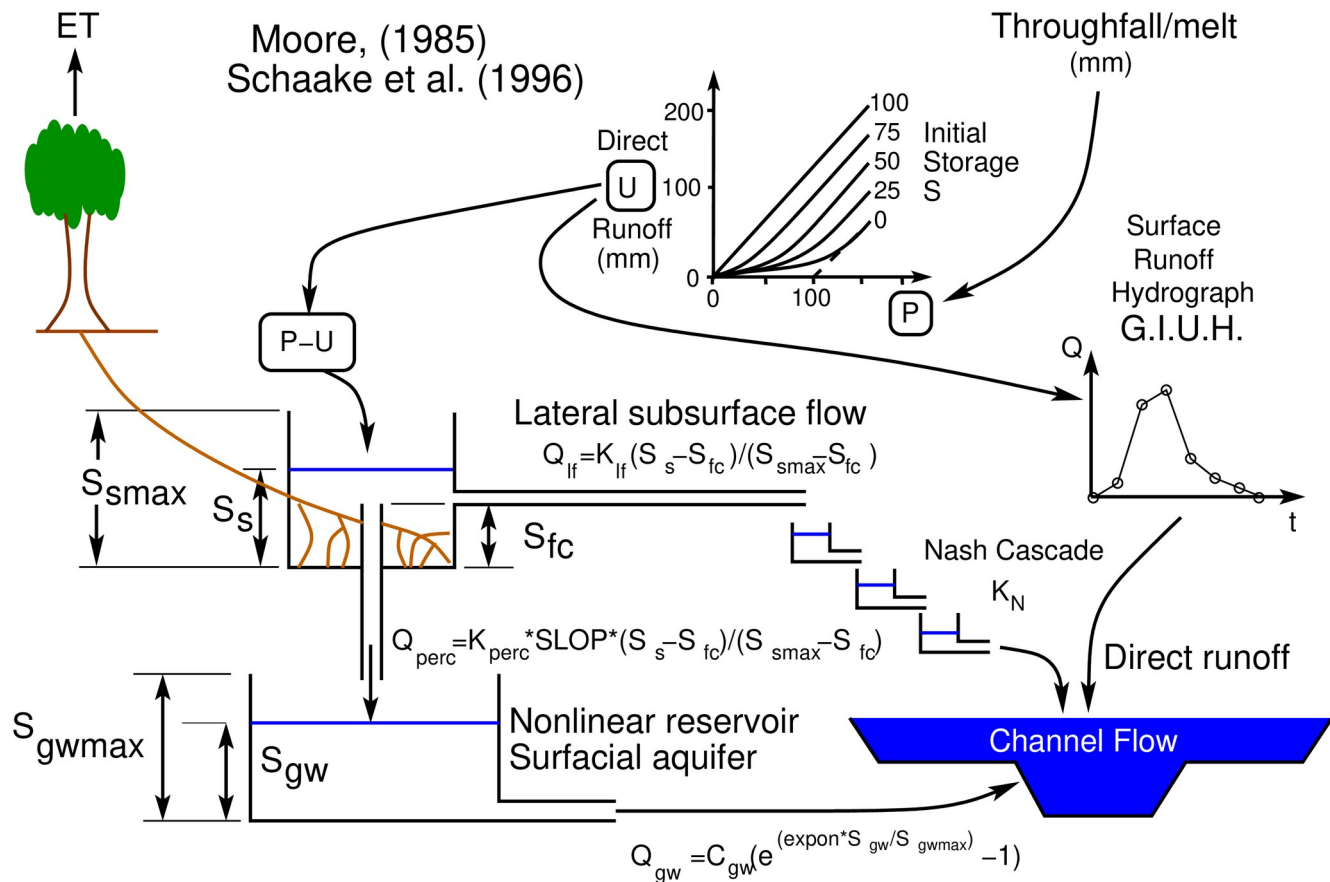 ET
Moore, (1985)
Schaake et al. (1996)
Throughfall/melt
(mm)
Direct
U
Runoff
(mm)
200
100
0
0
100
100
75
50
25
0
Initial
Storage
S
P
Surface
Runoff
Hydrograph
G.I.U.H.
Q
t
P–U
Lateral subsurface flow
Q_lf=K_lf(S_s–S_fc)/(S_smax–S_fc)
S_smax
S_s
S_fc
Nash Cascade
K_N
Q_perc=K_perc*SLOP*(S_s–S_fc)/(S_smax–S_fc)
Direct runoff
S_gwmax
S_gw
Nonlinear reservoir
Surfacial aquifer
Channel Flow
Q_gw=C_gw(e^(expon*S_gw/S_gwmax) –1)